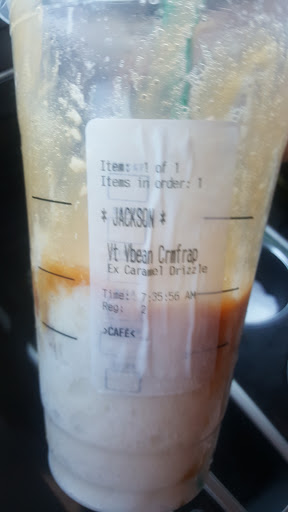 Item: 1 of 1
Items in order: 1
* JACKSON *
Vt Vbean Crmfrap
Ex Caramel Drizzle
Time: 7:35:56 AM
Reg: 2
>CAFE<